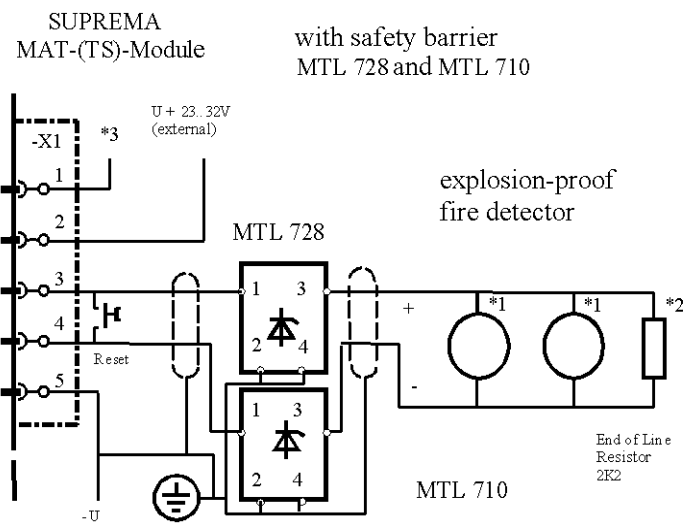 SUPREMA
MAT-(TS)-Module
with safety barrier
MTL 728 and MTL 710
U + 23..32V
(external)
-X1
*3
1
2
3
4
5
explosion-proof
fire detector
MTL 728
1 3
2 4
Reset
+
-
*1
*1
*2
1 3
2 4
MTL 710
End of Line
Resistor
2K2
-U